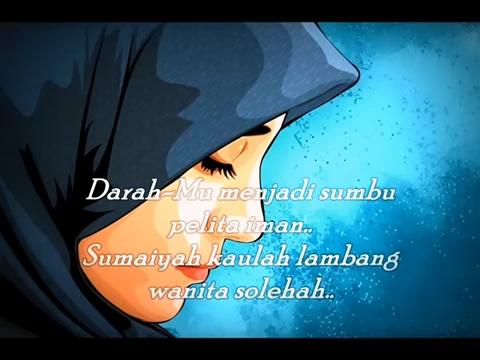 Darah-Mu menjadi sumbu
pelita iman..
Sumaiyah kaulah lambang
wanita solehah..